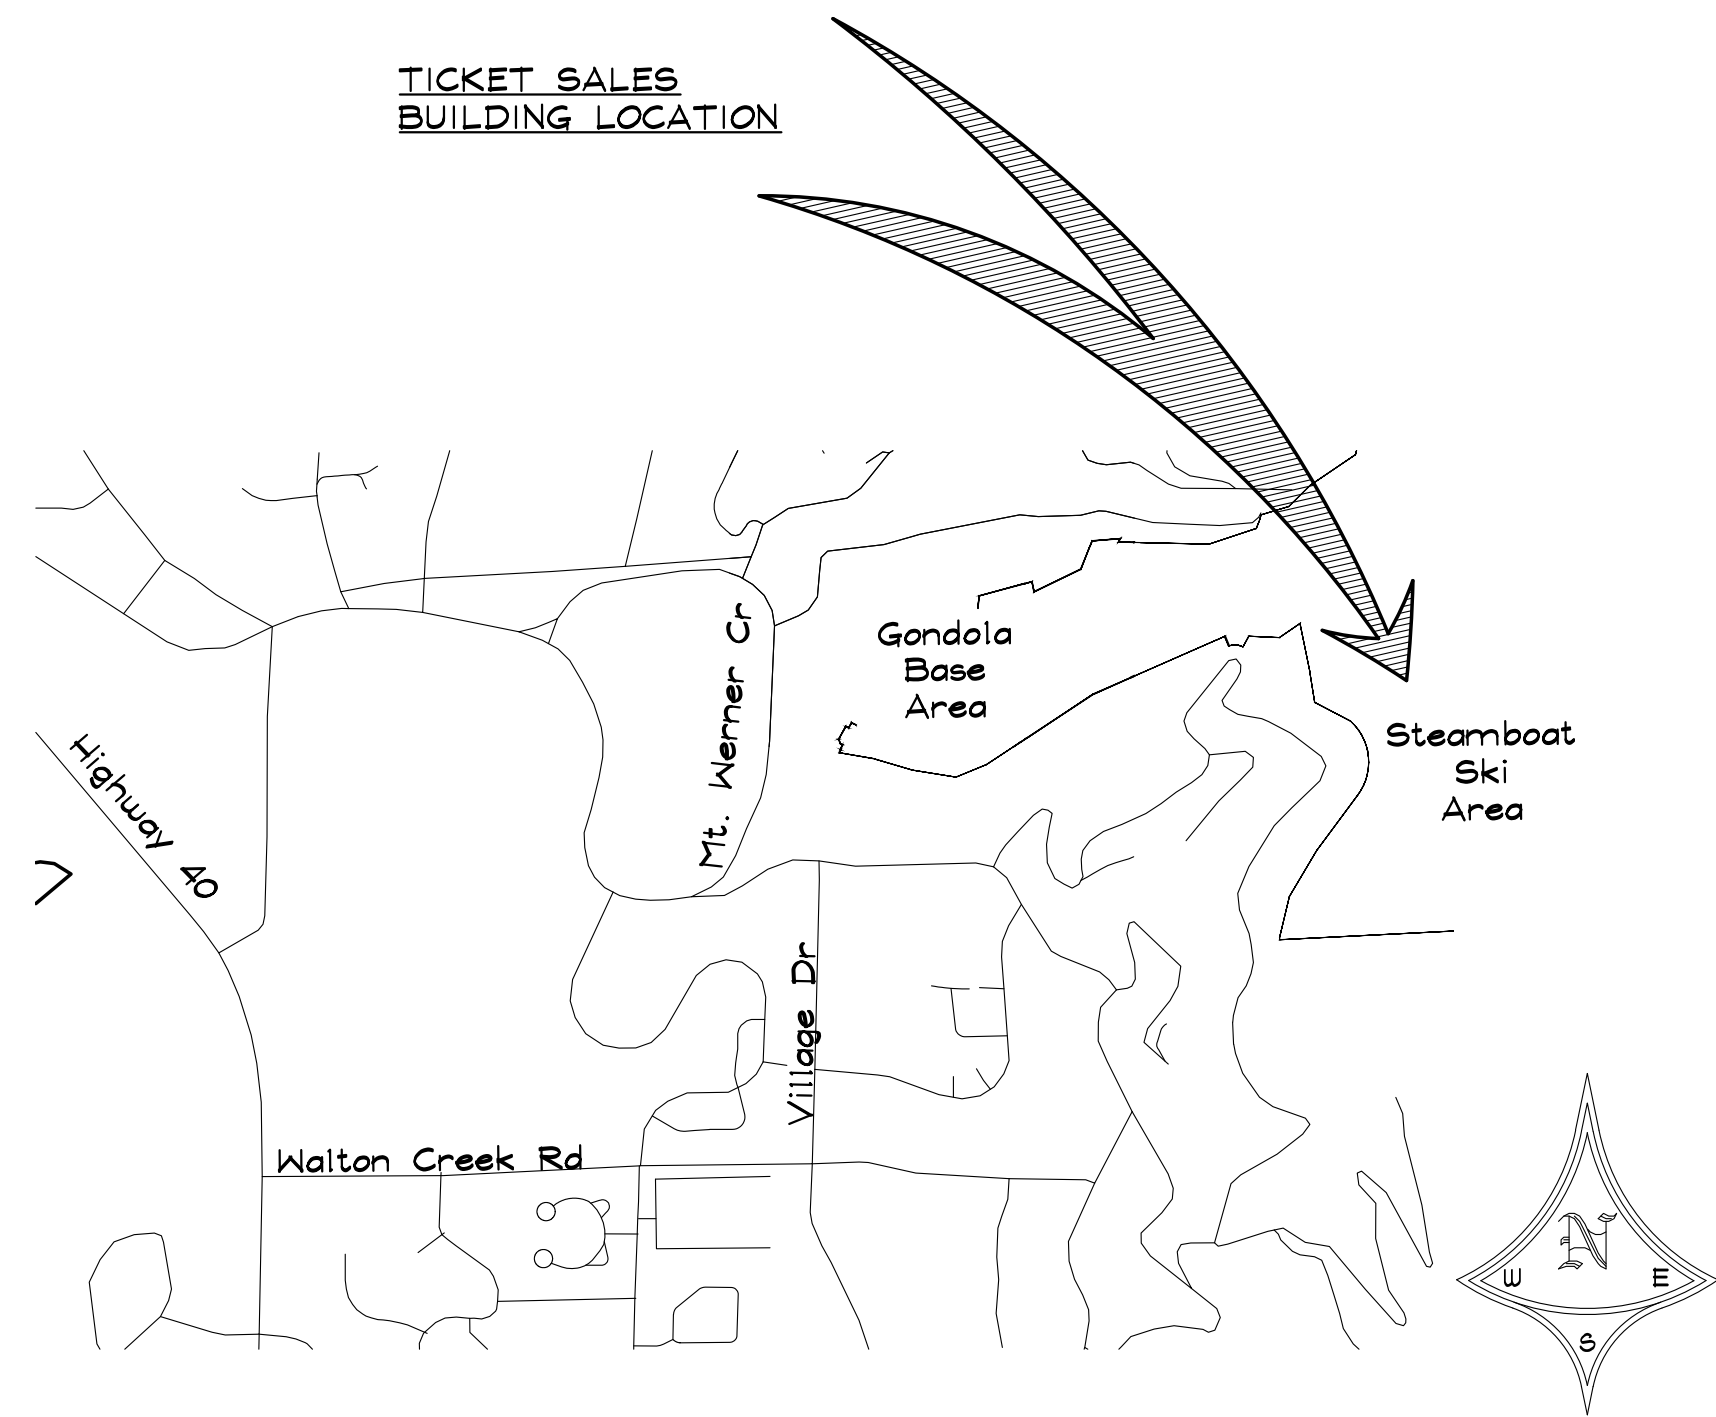 TICKET SALES
BUILDING LOCATION
Mt. Werner Cr
Gondola
Base
Area
Steamboat
Ski
Area
Highway 40
Village Dr
Walton Creek Rd
N
W
E
S